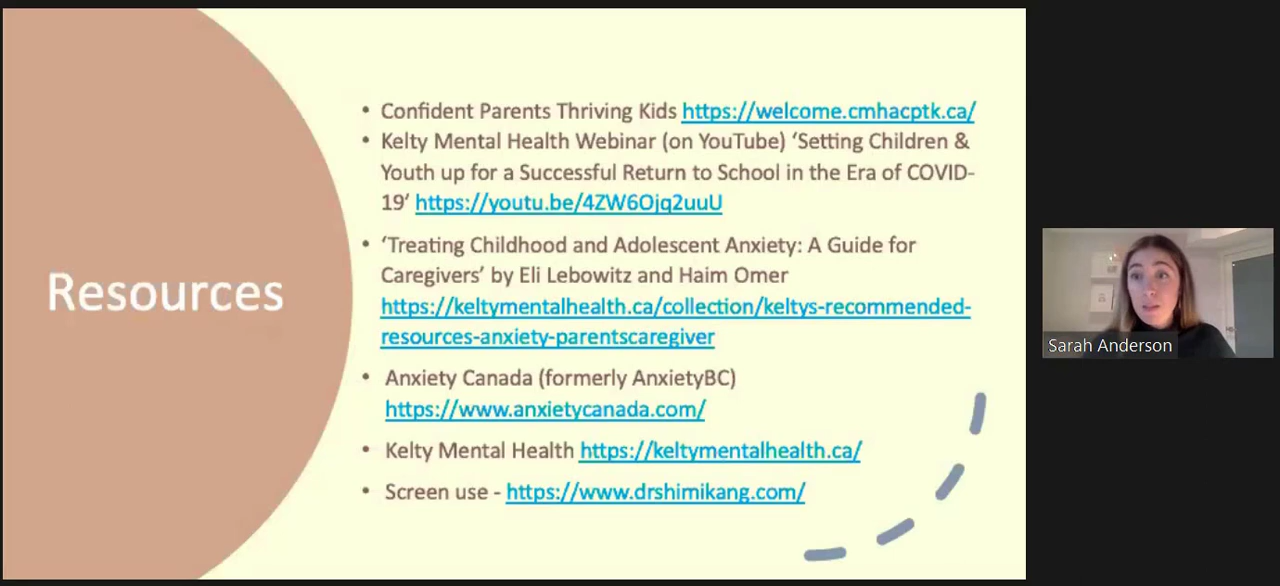 Resources
• Confident Parents Thriving Kids https://welcome.cmhacptk.ca/
• Kelty Mental Health Webinar (on YouTube) ‘Setting Children &
Youth up for a Successful Return to School in the Era of COVID-
19’ https://youtu.be/4ZW6Ojq2uuU
• ‘Treating Childhood and Adolescent Anxiety: A Guide for
Caregivers’ by Eli Lebowitz and Haim Omer
https://keltymentalhealth.ca/collection/keltys-recommended-
resources-anxiety-parentscaregiver
• Anxiety Canada (formerly AnxietyBC)
https://www.anxietycanada.com/
• Kelty Mental Health https://keltymentalhealth.ca/
• Screen use - https://www.drshimikang.com/
Sarah Anderson